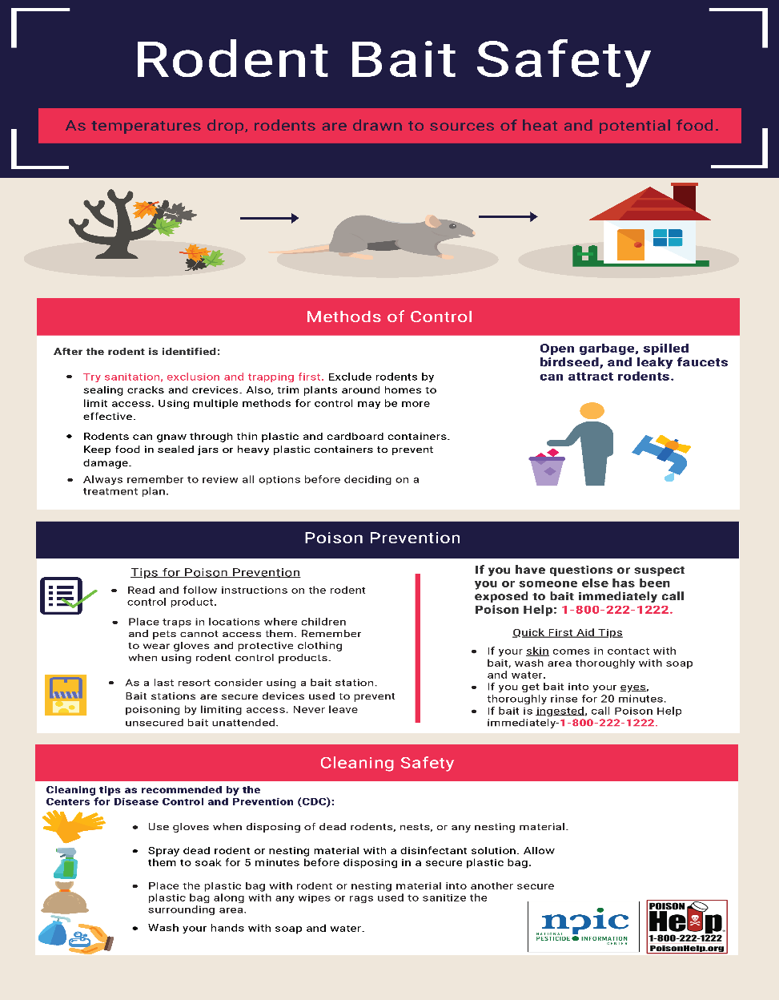 Rodent Bait Safety
As temperatures drop, rodents are drawn to sources of heat and potential food.
Methods of Control
After the rodent is identified:
• Try sanitation, exclusion and trapping first. Exclude rodents by
sealing cracks and crevices. Also, trim plants around homes to
limit access. Using multiple methods for control may be more
effective.
• Rodents can gnaw through thin plastic and cardboard containers.
Keep food in sealed jars or heavy plastic containers to prevent
damage.
• Always remember to review all options before deciding on a
treatment plan.
Open garbage, spilled
birdseed, and leaky faucets
can attract rodents.
Poison Prevention
Tips for Poison Prevention
• Read and follow instructions on the rodent
control product.
• Place traps in locations where children
and pets cannot access them. Remember
to wear gloves and protective clothing
when using rodent control products.
• As a last resort consider using a bait station.
Bait stations are secure devices used to prevent
poisoning by limiting access. Never leave
unsecured bait unattended.
If you have questions or suspect
you or someone else has been
exposed to bait immediately call
Poison Help: 1-800-222-1222.
Quick First Aid Tips
• If your skin comes in contact with
bait, wash area thoroughly with soap
and water.
• If you get bait into your eyes,
thoroughly rinse for 20 minutes.
• If bait is ingested, call Poison Help
immediately-1-800-222-1222.
Cleaning Safety
Cleaning tips as recommended by the
Centers for Disease Control and Prevention (CDC):
• Use gloves when disposing of dead rodents, nests, or any nesting material.
• Spray dead rodent or nesting material with a disinfectant solution. Allow
them to soak for 5 minutes before disposing in a secure plastic bag.
• Place the plastic bag with rodent or nesting material into another secure
plastic bag along with any wipes or rags used to sanitize the
surrounding area.
• Wash your hands with soap and water.
npic
NATIONAL
PESTICIDE INFORMATION
CENTER
POISON
Help
1-800-222-1222
PoisonHelp.org